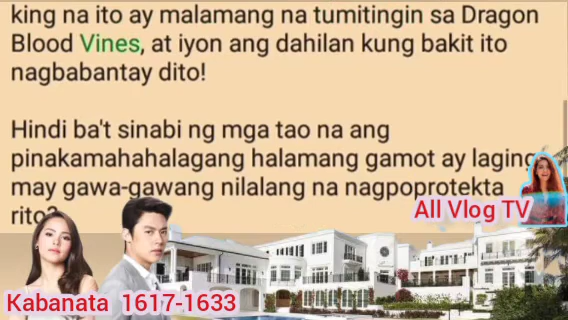 king na ito ay malamang na tumitingin sa Dragon
Blood Vines, at iyon ang dahilan kung bakit ito
nagbabantay dito!
Hindi ba't sinabi ng mga tao na ang
pinakamahahalagang halamang gamot ay laging
may gawa-gawang nilalang na nagpoprotekta
rito?
All Vlog TV
Kabanata 1617-1633